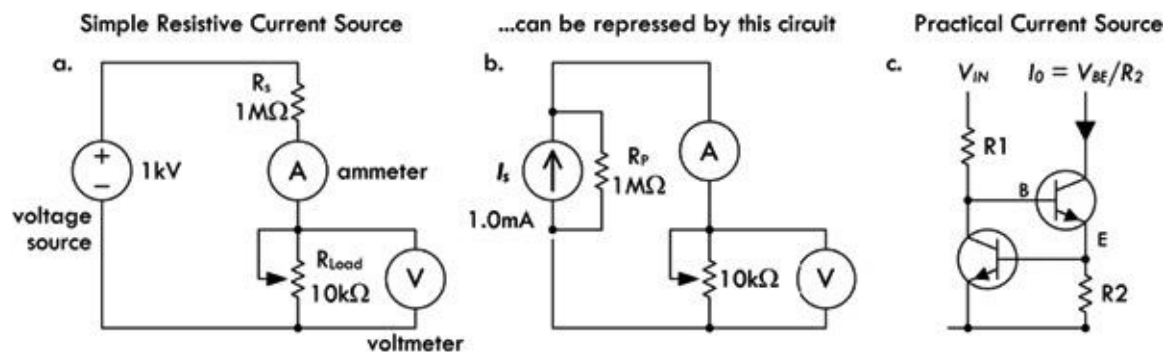 Simple Resistive Current Source
...can be repressed by this circuit
Practical Current Source
a.
Rs
1MΩ
+
−
1kV
A
ammeter
voltage
source
RLoad
10kΩ
V
voltmeter
b.
Is
1.0mA
RP
1MΩ
A
10kΩ
V
c.
VIN
I0 = VBE/R2
R1
B
E
R2